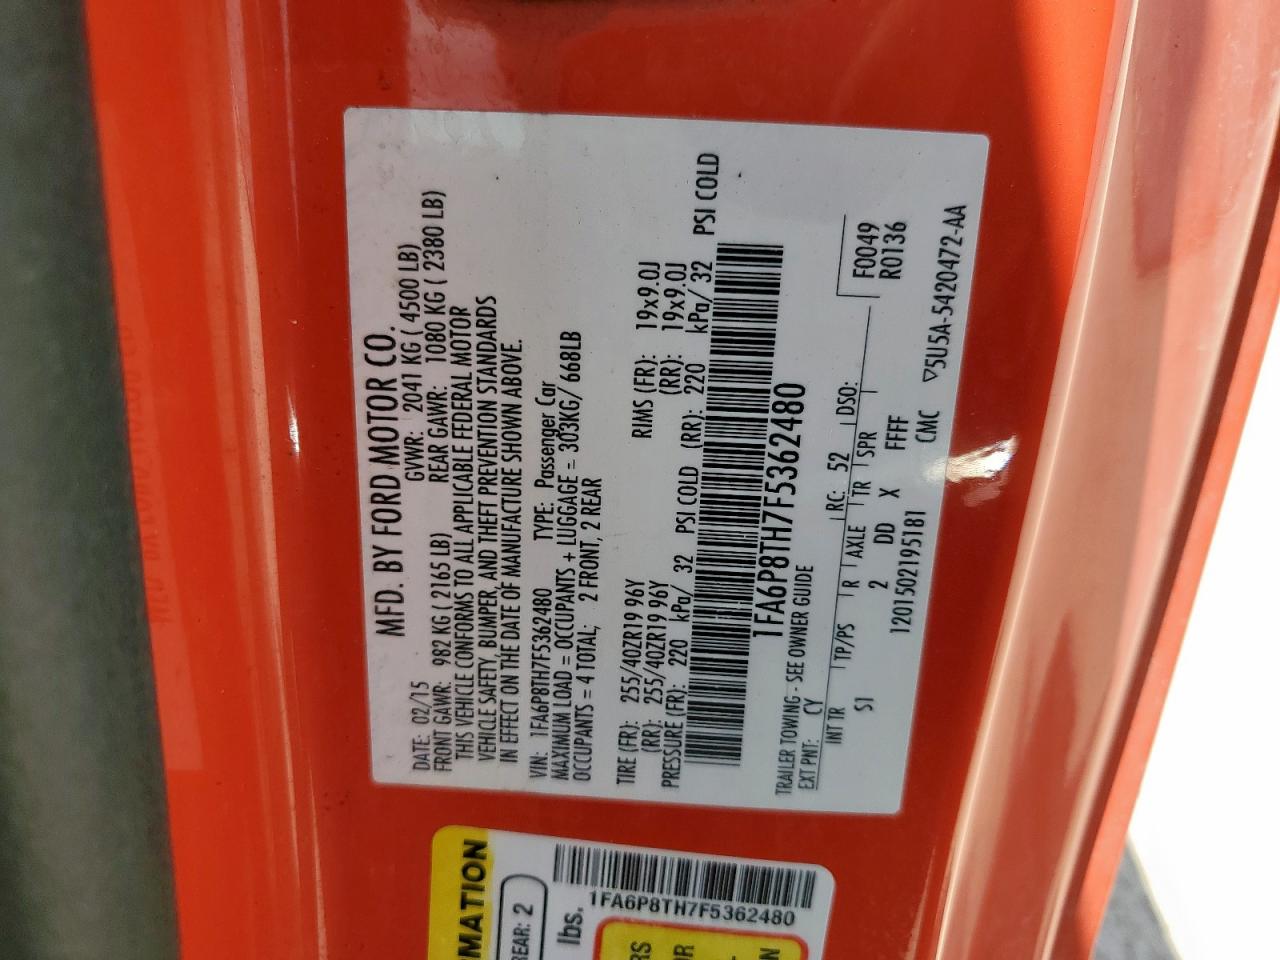 MFD. BY FORD MOTOR CO.
DATE: 02/15 GVWR: 2041 KG ( 4500 LB)
FRONT GAWR: 982 KG ( 2165 LB) REAR GAWR: 1080 KG ( 2380 LB)
THIS VEHICLE CONFORMS TO ALL APPLICABLE FEDERAL MOTOR
VEHICLE SAFETY, BUMPER, AND THEFT PREVENTION STANDARDS
IN EFFECT ON THE DATE OF MANUFACTURE SHOWN ABOVE.
VIN: 1FA6P8TH7F5362480 TYPE: Passenger Car
MAXIMUM LOAD = OCCUPANTS + LUGGAGE = 303KG/ 668LB
OCCUPANTS = 4 TOTAL; 2 FRONT, 2 REAR
TIRE (FR): 255/40ZR19 96Y RIMS (FR): 19x9.0J
(RR): 255/40ZR19 96Y (RR): 19x9.0J
PRESSURE (FR): 220 kPa/ 32 PSI COLD (RR): 220 kPa/ 32 PSI COLD
1FA6P8TH7F5362480
TRAILER TOWING - SEE OWNER GUIDE
EXT PNT: CY RC: 52 DSO: F0049
R0136
INT TR TP/PS R AXLE TR SPR
S1 2 DD X FFFF
1201502195181 CMC ▽5U5A-5420472-AA
MATION
REAR: 2
lbs.
1FA6P8TH7F5362480
RS
OR
N